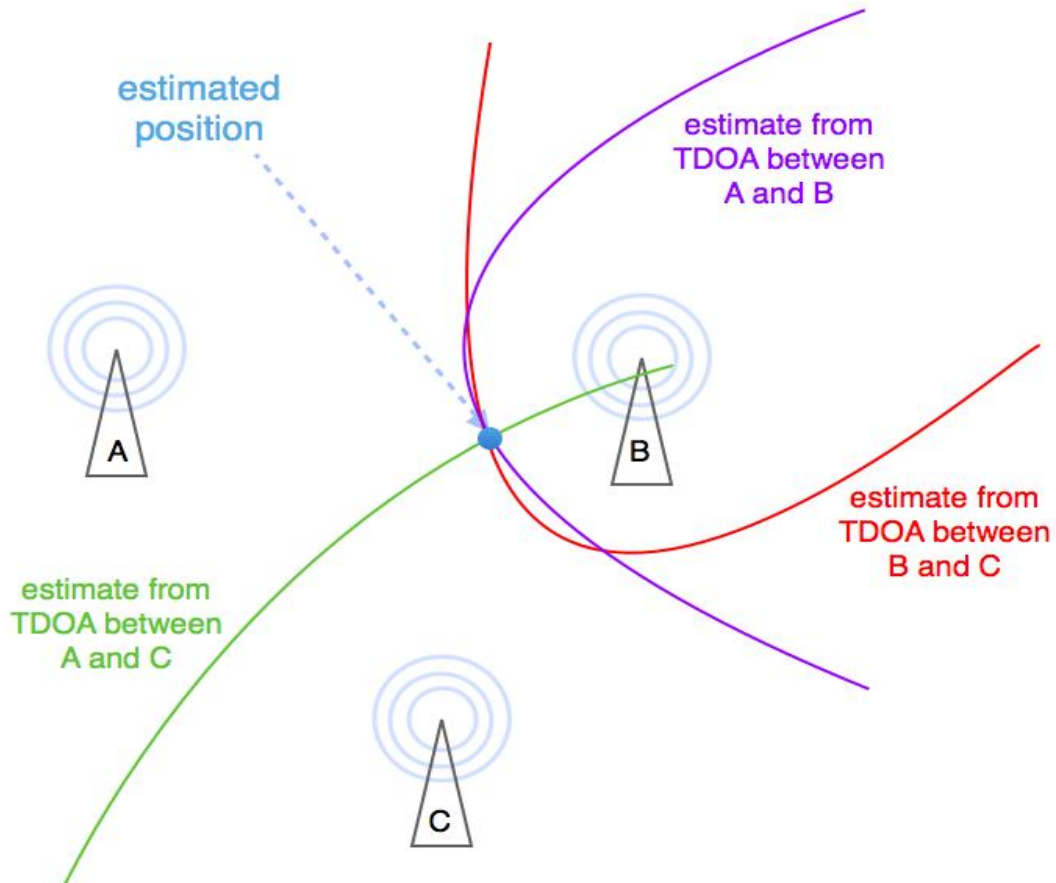 estimated
position
estimate from
TDOA between
A and B
A
B
estimate from
TDOA between
B and C
estimate from
TDOA between
A and C
C